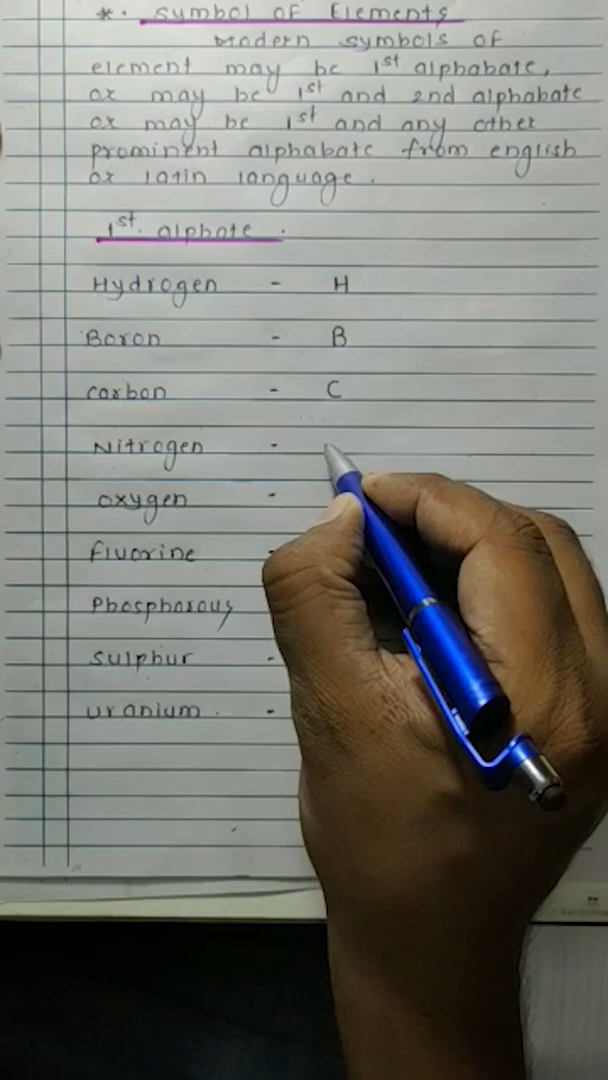 *. Symbol of Elements
Modern symbols of
element may be 1st alphabate,
or may be 1st and 2nd alphabate
or may be 1st and any other
prominent alphabate from english
or latin language.
1st alphate.
Hydrogen - H
Boron - B
Carbon - C
Nitrogen -
Oxygen -
Fluorine -
Phosphorous
Sulphur -
Uranium. -